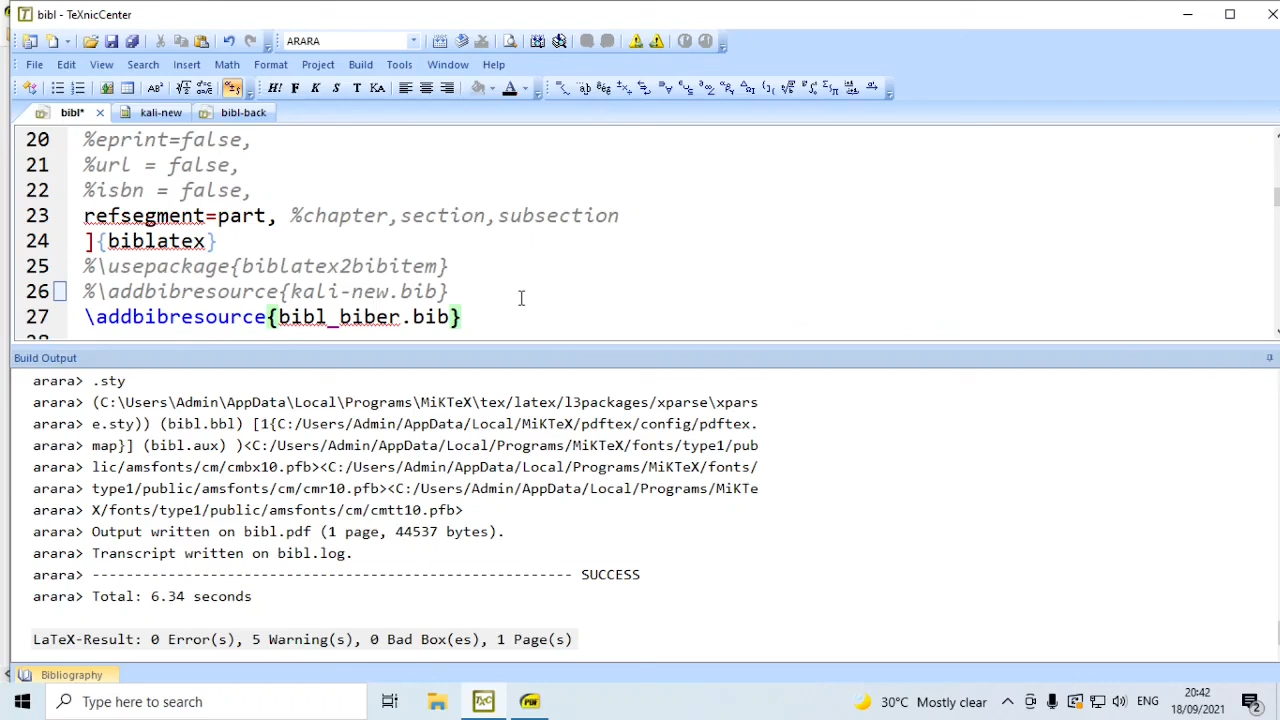 bibl - TeXnicCenter
ARARA
File Edit View Search Insert Math Format Project Build Tools Window Help
bibl* kali-new bibl-back
20 %eprint=false,
21 %url = false,
22 %isbn = false,
23 refsegment=part, %chapter,section,subsection
24 ]{biblatex}
25 %\usepackage{biblatex2bibitem}
26 %\addbibresource{kali-new.bib}
27 \addbibresource{bibl_biber.bib}
Build Output
arara> .sty
arara> (C:\Users\Admin\AppData\Local\Programs\MiKTeX\tex/latex/l3packages/xparse\xpars
arara> e.sty)) (bibl.bbl) [1{C:/Users/Admin/AppData/Local/MiKTeX/pdftex/config/pdftex.
arara> map}] (bibl.aux) )<C:/Users/Admin/AppData/Local/Programs/MiKTeX/fonts/type1/pub
arara> lic/amsfonts/cm/cmbx10.pfb><C:/Users/Admin/AppData/Local/Programs/MiKTeX/fonts/
arara> type1/public/amsfonts/cm/cmr10.pfb><C:/Users/Admin/AppData/Local/Programs/MiKTe
arara> X/fonts/type1/public/amsfonts/cm/cmtt10.pfb>
arara> Output written on bibl.pdf (1 page, 44537 bytes).
arara> Transcript written on bibl.log.
arara> ---------------------------------------------------------- SUCCESS
arara> Total: 6.34 seconds
LaTeX-Result: 0 Error(s), 5 Warning(s), 0 Bad Box(es), 1 Page(s)
Bibliography
Type here to search
30°C Mostly clear
ENG
20:42
18/09/2021
2